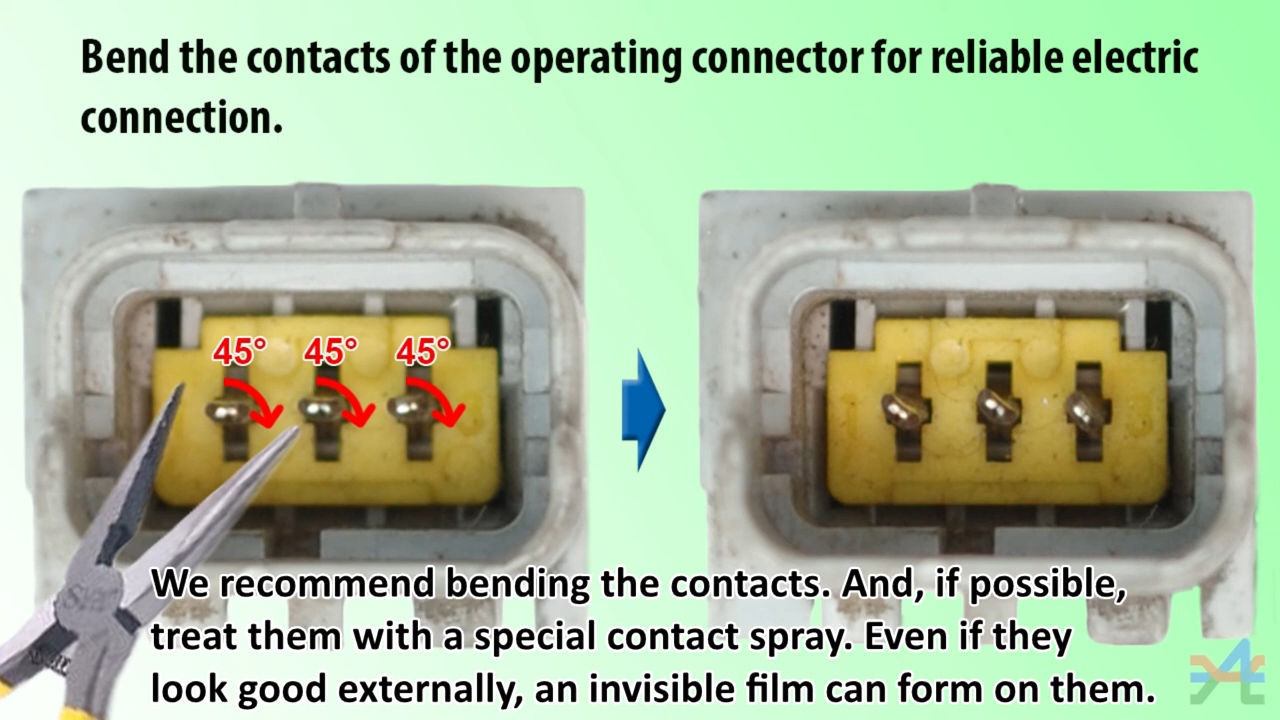 Bend the contacts of the operating connector for reliable electric
connection.
45° 45° 45°
We recommend bending the contacts. And, if possible,
treat them with a special contact spray. Even if they
look good externally, an invisible film can form on them.